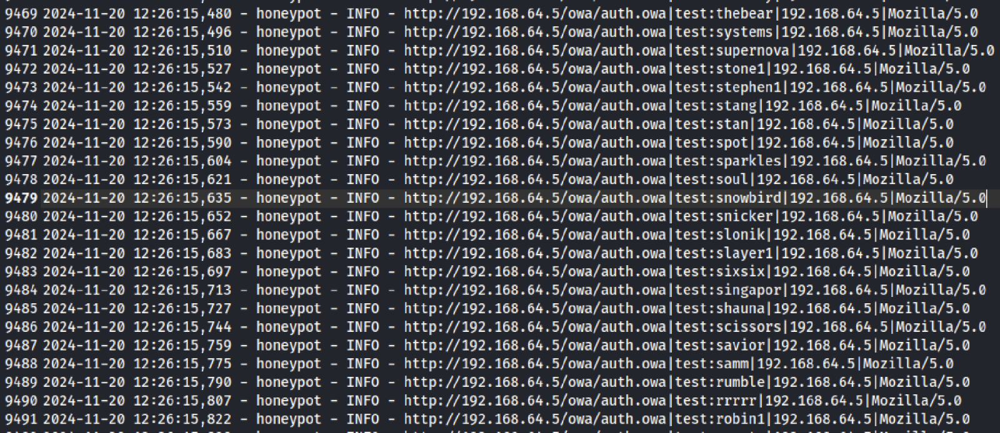 9469 2024-11-20 12:26:15,480 - honeypot - INFO - http://192.168.64.5/owa/auth.owa|test:thebear|192.168.64.5|Mozilla/5.0
9470 2024-11-20 12:26:15,496 - honeypot - INFO - http://192.168.64.5/owa/auth.owa|test:systems|192.168.64.5|Mozilla/5.0
9471 2024-11-20 12:26:15,510 - honeypot - INFO - http://192.168.64.5/owa/auth.owa|test:supernova|192.168.64.5|Mozilla/5.0
9472 2024-11-20 12:26:15,527 - honeypot - INFO - http://192.168.64.5/owa/auth.owa|test:stone1|192.168.64.5|Mozilla/5.0
9473 2024-11-20 12:26:15,542 - honeypot - INFO - http://192.168.64.5/owa/auth.owa|test:stephen1|192.168.64.5|Mozilla/5.0
9474 2024-11-20 12:26:15,559 - honeypot - INFO - http://192.168.64.5/owa/auth.owa|test:stang|192.168.64.5|Mozilla/5.0
9475 2024-11-20 12:26:15,573 - honeypot - INFO - http://192.168.64.5/owa/auth.owa|test:stan|192.168.64.5|Mozilla/5.0
9476 2024-11-20 12:26:15,590 - honeypot - INFO - http://192.168.64.5/owa/auth.owa|test:spot|192.168.64.5|Mozilla/5.0
9477 2024-11-20 12:26:15,604 - honeypot - INFO - http://192.168.64.5/owa/auth.owa|test:sparkles|192.168.64.5|Mozilla/5.0
9478 2024-11-20 12:26:15,621 - honeypot - INFO - http://192.168.64.5/owa/auth.owa|test:soul|192.168.64.5|Mozilla/5.0
9479 2024-11-20 12:26:15,635 - honeypot - INFO - http://192.168.64.5/owa/auth.owa|test:snowbird|192.168.64.5|Mozilla/5.0
9480 2024-11-20 12:26:15,652 - honeypot - INFO - http://192.168.64.5/owa/auth.owa|test:snicker|192.168.64.5|Mozilla/5.0
9481 2024-11-20 12:26:15,667 - honeypot - INFO - http://192.168.64.5/owa/auth.owa|test:slonik|192.168.64.5|Mozilla/5.0
9482 2024-11-20 12:26:15,683 - honeypot - INFO - http://192.168.64.5/owa/auth.owa|test:slayer1|192.168.64.5|Mozilla/5.0
9483 2024-11-20 12:26:15,697 - honeypot - INFO - http://192.168.64.5/owa/auth.owa|test:sixsix|192.168.64.5|Mozilla/5.0
9484 2024-11-20 12:26:15,713 - honeypot - INFO - http://192.168.64.5/owa/auth.owa|test:singapor|192.168.64.5|Mozilla/5.0
9485 2024-11-20 12:26:15,727 - honeypot - INFO - http://192.168.64.5/owa/auth.owa|test:shauna|192.168.64.5|Mozilla/5.0
9486 2024-11-20 12:26:15,744 - honeypot - INFO - http://192.168.64.5/owa/auth.owa|test:scissors|192.168.64.5|Mozilla/5.0
9487 2024-11-20 12:26:15,759 - honeypot - INFO - http://192.168.64.5/owa/auth.owa|test:savior|192.168.64.5|Mozilla/5.0
9488 2024-11-20 12:26:15,775 - honeypot - INFO - http://192.168.64.5/owa/auth.owa|test:samm|192.168.64.5|Mozilla/5.0
9489 2024-11-20 12:26:15,790 - honeypot - INFO - http://192.168.64.5/owa/auth.owa|test:rumble|192.168.64.5|Mozilla/5.0
9490 2024-11-20 12:26:15,807 - honeypot - INFO - http://192.168.64.5/owa/auth.owa|test:rrrrr|192.168.64.5|Mozilla/5.0
9491 2024-11-20 12:26:15,822 - honeypot - INFO - http://192.168.64.5/owa/auth.owa|test:robin1|192.168.64.5|Mozilla/5.0